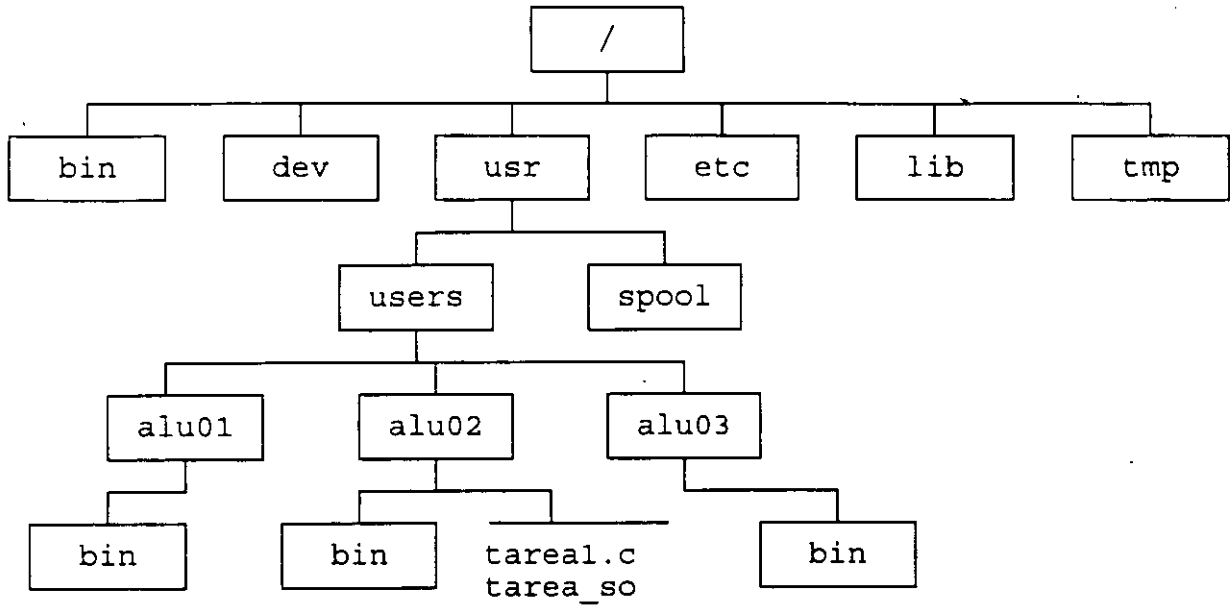 /
bin dev usr etc lib tmp
users spool
alu01 alu02 alu03
bin bin tarea1.c bin
tarea_so